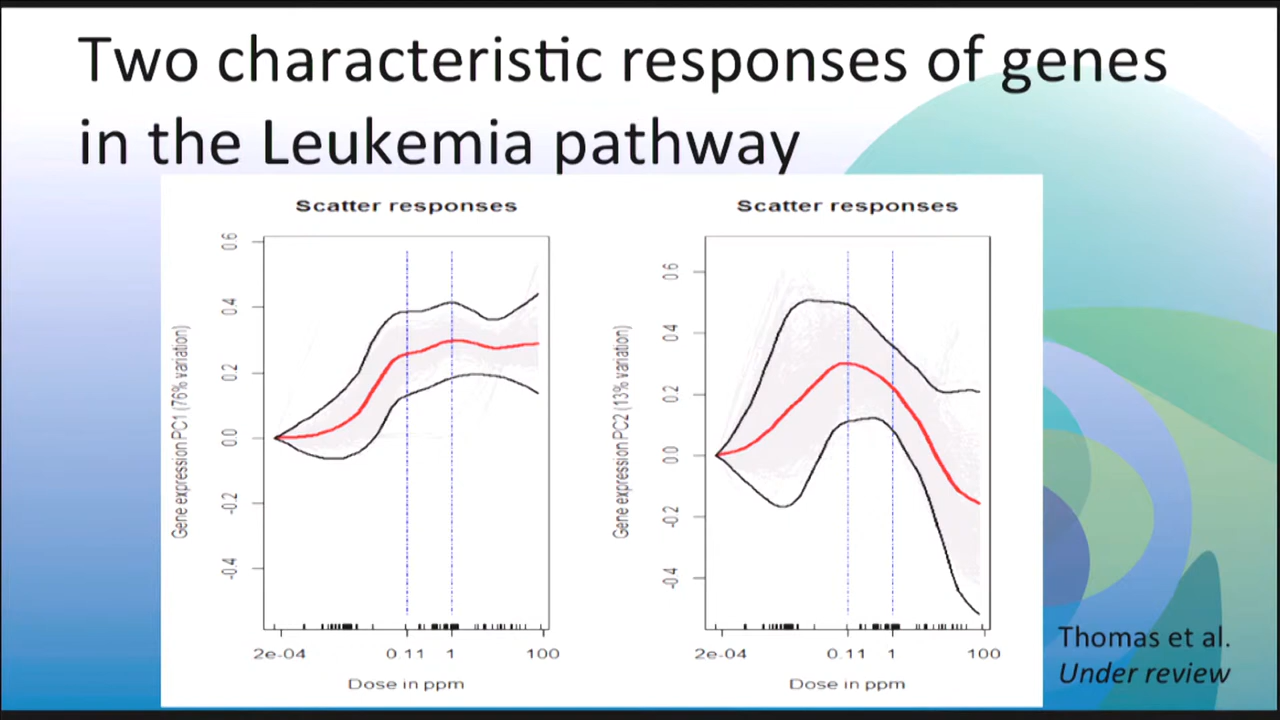 Two characteristic responses of genes
in the Leukemia pathway
Scatter responses
Gene expression PC1 (76% variation)
0.6
0.4
0.2
0.0
-0.2
-0.4
2e-04 0.11 1 100
Dose in ppm
Scatter responses
Gene expression PC2 (13% variation)
0.6
0.4
0.2
0.0
-0.2
-0.4
2e-04 0.11 1 100
Dose in ppm
Thomas et al.
Under review